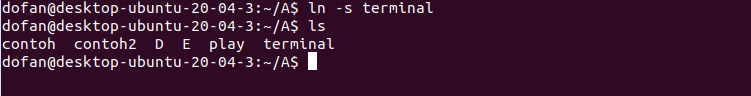 dofan@desktop-ubuntu-20-04-3:~/A$ ln -s terminal
dofan@desktop-ubuntu-20-04-3:~/A$ ls
contoh  contoh2  D  E  play  terminal
dofan@desktop-ubuntu-20-04-3:~/A$